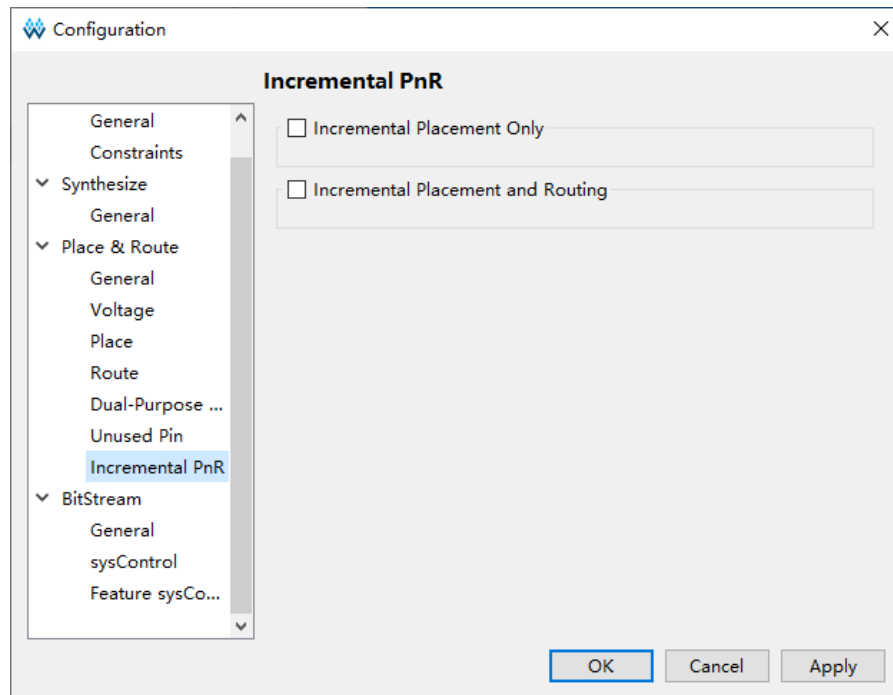 Configuration
Incremental PnR
General
Constraints
Synthesize
General
Place & Route
General
Voltage
Place
Route
Dual-Purpose ...
Unused Pin
Incremental PnR
BitStream
General
sysControl
Feature sysCo...
Incremental Placement Only
Incremental Placement and Routing
OK
Cancel
Apply